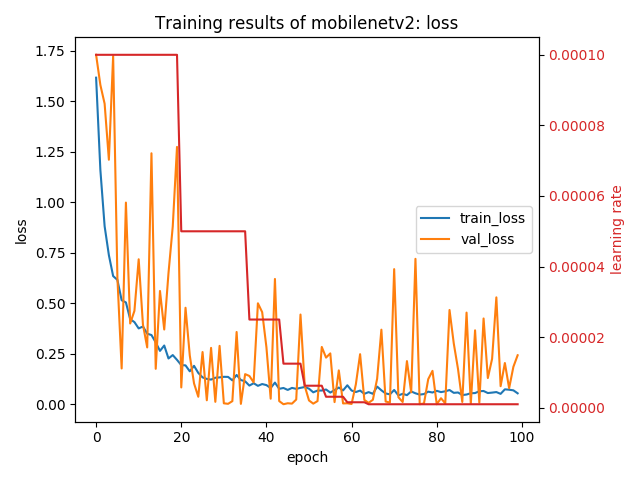 Training results of mobilenetv2: loss
loss
1.75
1.50
1.25
1.00
0.75
0.50
0.25
0.00
0 20 40 60 80 100
epoch
train_loss
val_loss
0.00010
0.00008
0.00006
0.00004
0.00002
0.00000
learning rate